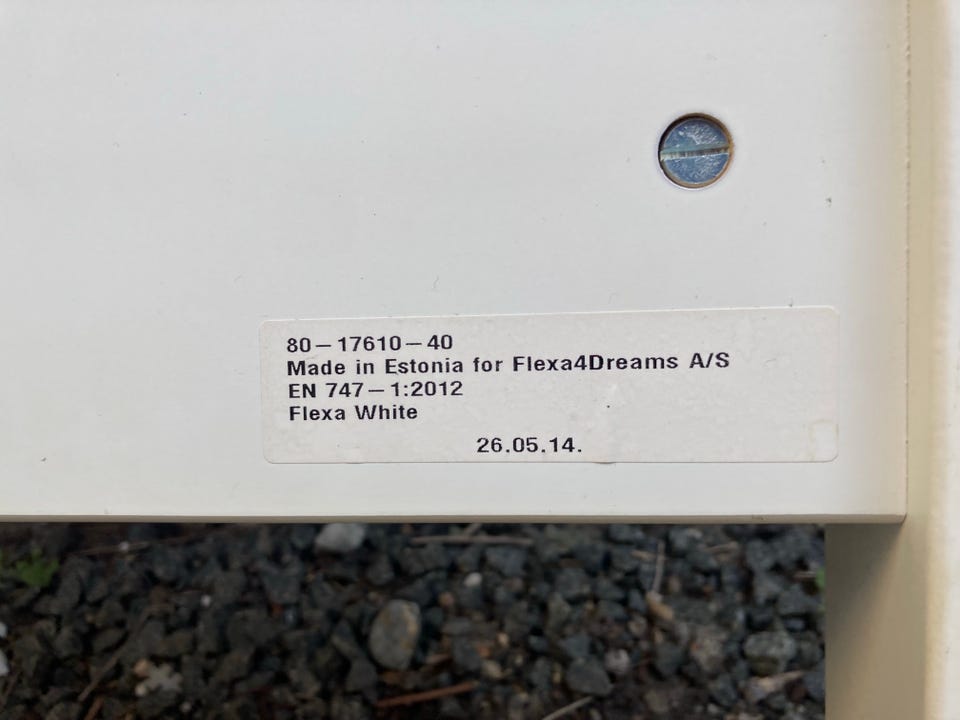 80-17610-40
Made in Estonia for Flexa4Dreams A/S
EN 747-1:2012
Flexa White
26.05.14.